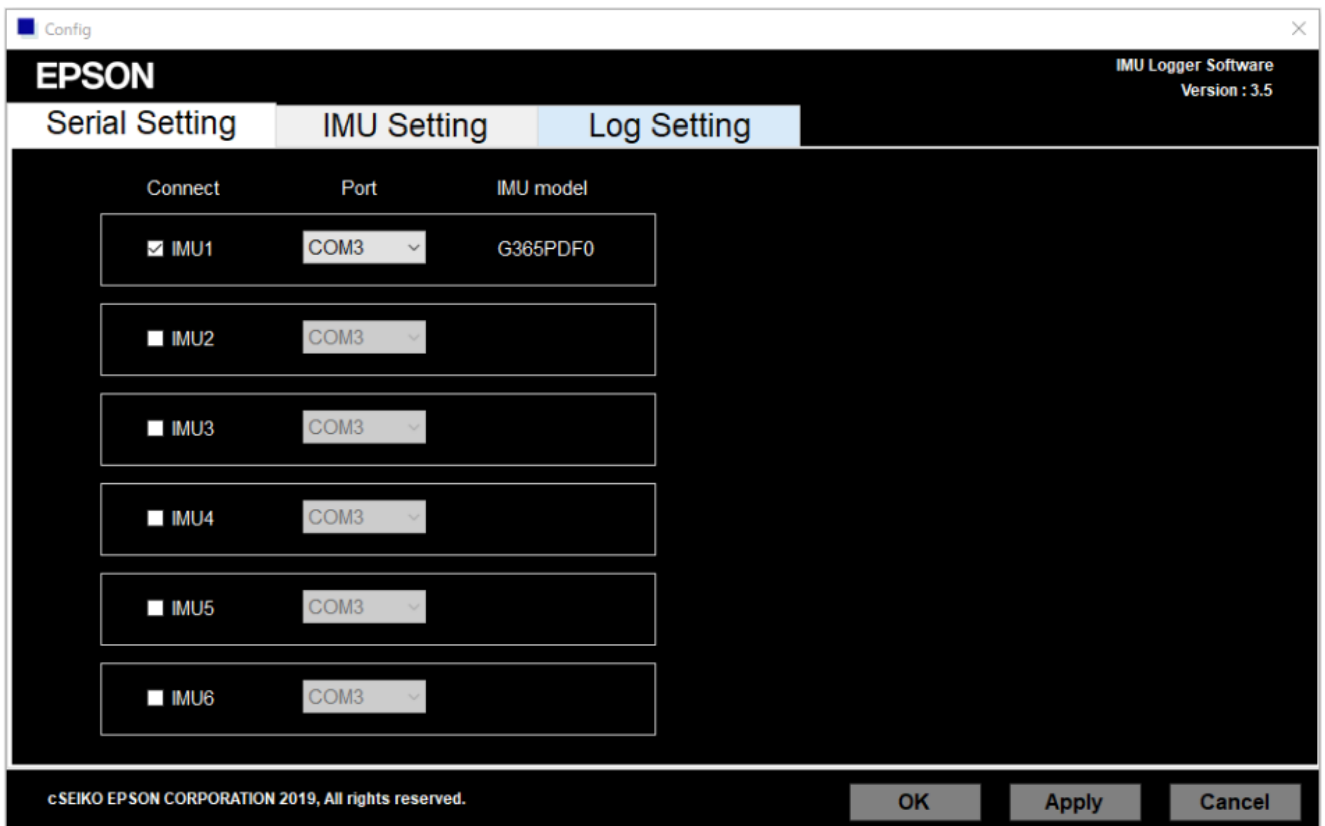 Config
EPSON
IMU Logger Software
Version : 3.5
Serial Setting IMU Setting Log Setting
Connect Port IMU model
IMU1 COM3 G365PDF0
IMU2 COM3
IMU3 COM3
IMU4 COM3
IMU5 COM3
IMU6 COM3
cSEIKO EPSON CORPORATION 2019, All rights reserved.
OK Apply Cancel